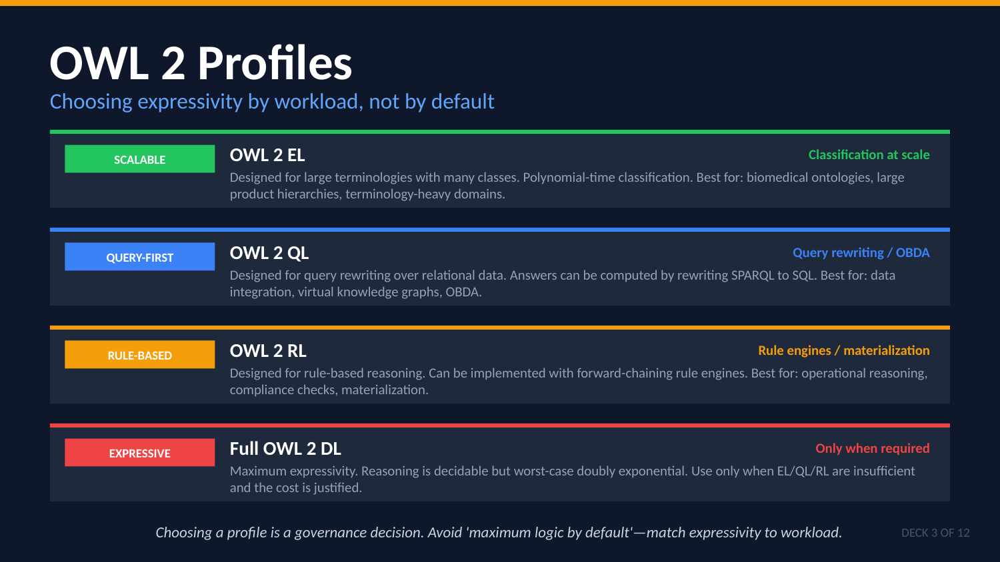 OWL 2 Profiles
Choosing expressivity by workload, not by default
SCALABLE
OWL 2 EL
Classification at scale
Designed for large terminologies with many classes. Polynomial-time classification. Best for: biomedical ontologies, large
product hierarchies, terminology-heavy domains.
QUERY-FIRST
OWL 2 QL
Query rewriting / OBDA
Designed for query rewriting over relational data. Answers can be computed by rewriting SPARQL to SQL. Best for: data
integration, virtual knowledge graphs, OBDA.
RULE-BASED
OWL 2 RL
Rule engines / materialization
Designed for rule-based reasoning. Can be implemented with forward-chaining rule engines. Best for: operational reasoning,
compliance checks, materialization.
EXPRESSIVE
Full OWL 2 DL
Only when required
Maximum expressivity. Reasoning is decidable but worst-case doubly exponential. Use only when EL/QL/RL are insufficient
and the cost is justified.
Choosing a profile is a governance decision. Avoid 'maximum logic by default'—match expressivity to workload.
DECK 3 OF 12